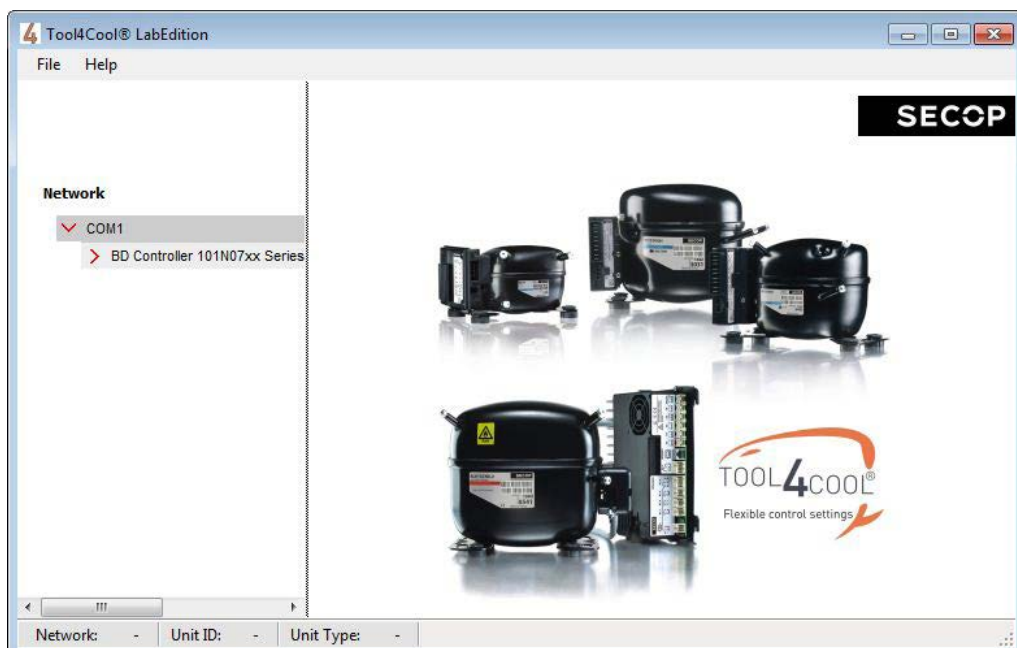 4 Tool4Cool® LabEdition
File Help
SECOP
Network
COM1
BD Controller 101N07xx Series
TOOL4COOL®
Flexible control settings
Network: - Unit ID: - Unit Type: -